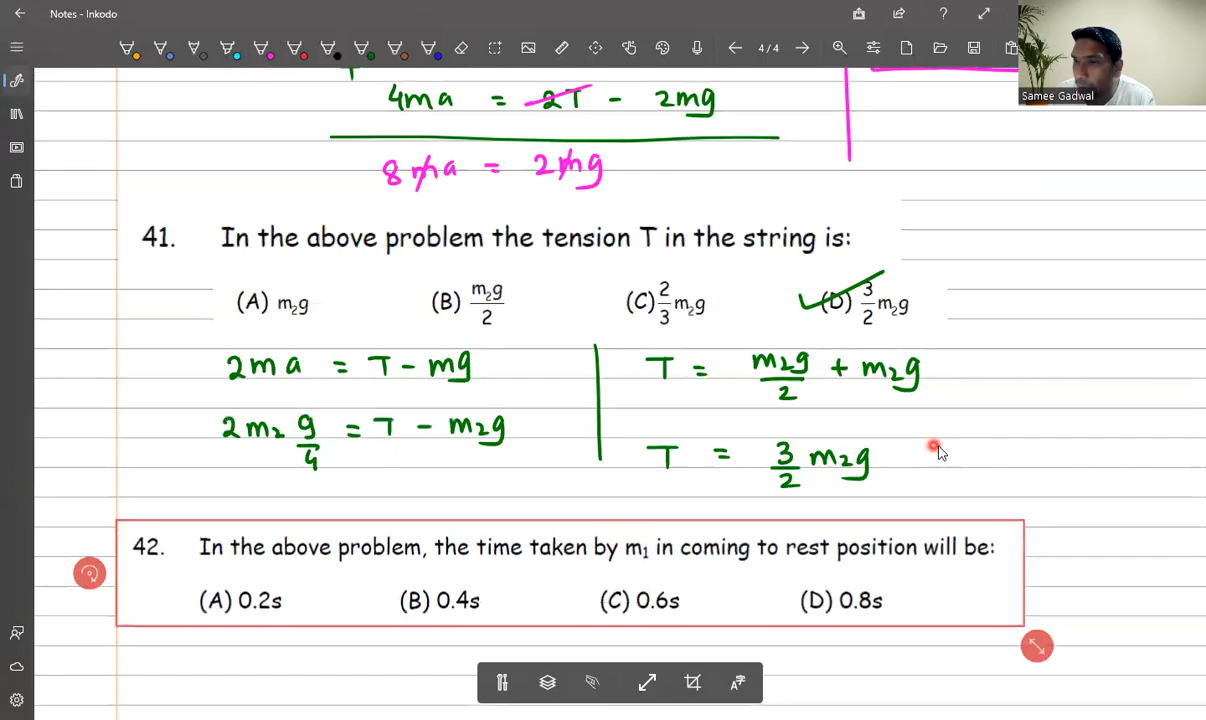 Notes - Inkodo
4 / 4
Samee Gadwal
4ma = 2T - 2mg
8ma = 2mg
41. In the above problem the tension T in the string is:
(A) m₂g (B) m₂g/2 (C) 2/3 m₂g (D) 3/2 m₂g
2ma = T - mg
2m₂ g/4 = T - m₂g
T = m₂g/2 + m₂g
T = 3/2 m₂g
42. In the above problem, the time taken by m₁ in coming to rest position will be:
(A) 0.2s (B) 0.4s (C) 0.6s (D) 0.8s